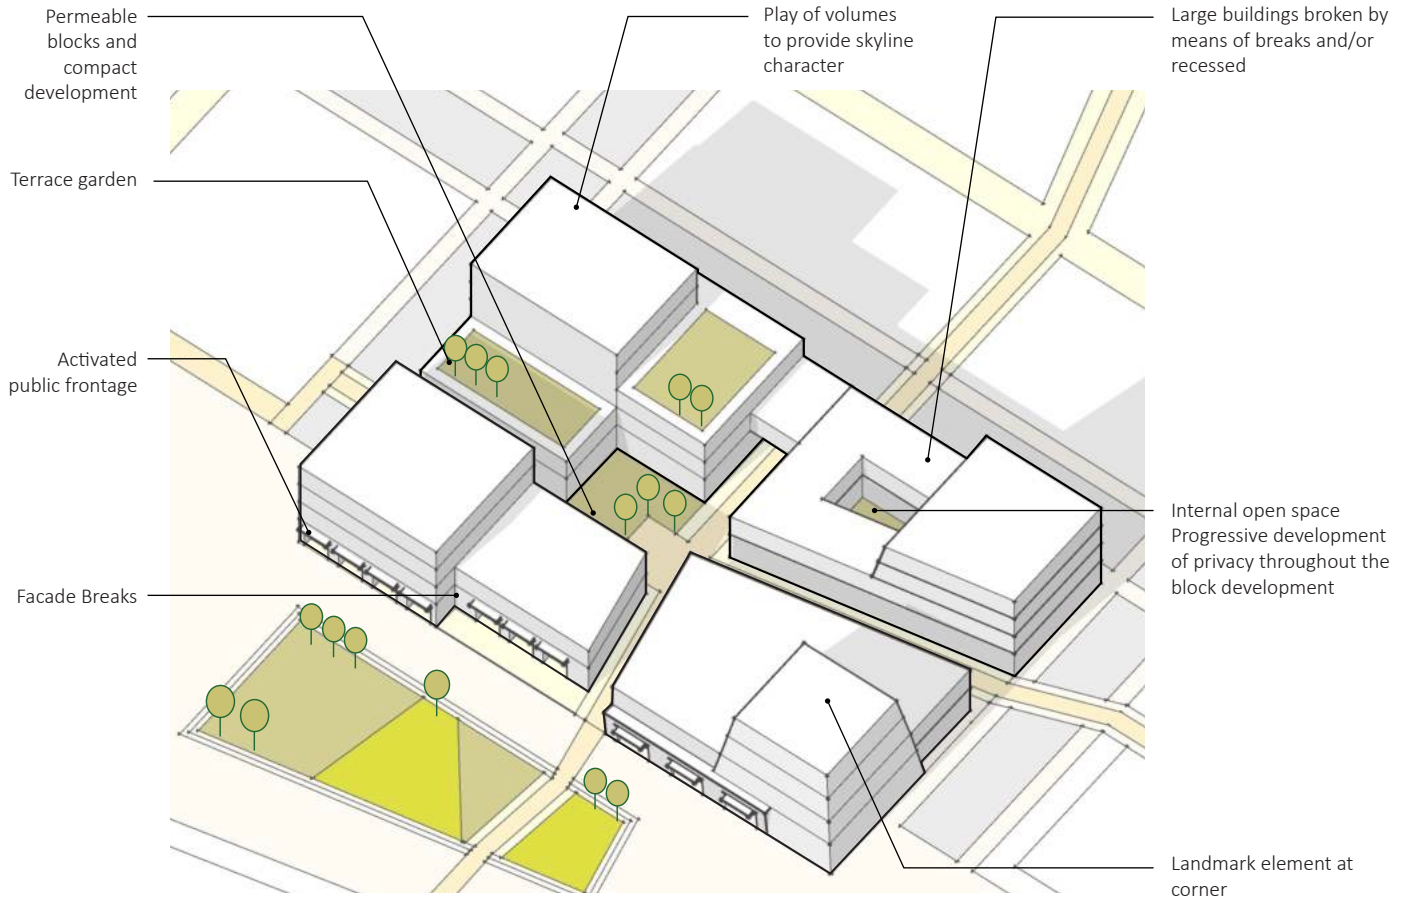 Permeable
blocks and
compact
development
Terrace garden
Activated
public frontage
Facade Breaks
Play of volumes
to provide skyline
character
Large buildings broken by
means of breaks and/or
recessed
Internal open space
Progressive development
of privacy throughout the
block development
Landmark element at
corner